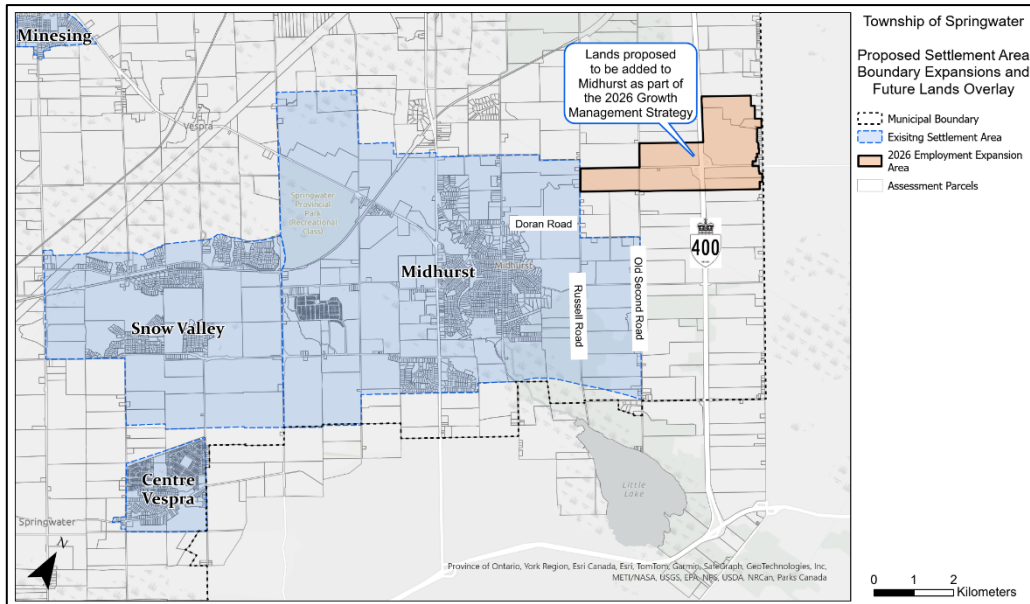 Township of Springwater
Proposed Settlement Area
Boundary Expansions and
Future Lands Overlay
Municipal Boundary
Exisitng Settlement Area
2026 Employment Expansion
Area
Assessment Parcels
Minesing
Lands proposed
to be added to
Midhurst as part of
the 2026 Growth
Management Strategy
Vespra
Springwater
Provincial
Park
(Recreational
Class)
Doran Road
400
Midhurst
Midhurst
Old Second Road
Russell Road
Snow Valley
Centre
Vespra
Springwater
Little
Lake
N
Province of Ontario, York Region, Esri Canada, Esri, TomTom, Garmin, SafeGraph, GeoTechnologies, Inc,
METI/NASA, USGS, EPA, NPS, USDA, NRCan, Parks Canada
0 1 2
Kilometers